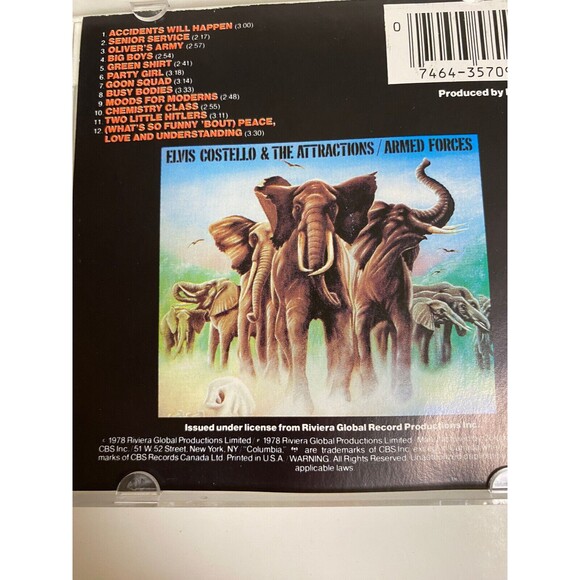 1 ACCIDENTS WILL HAPPEN (3:00)
2 SENIOR SERVICE (2:17)
3 OLIVER'S ARMY (2:57)
4 BIG BOYS (2:54)
5 GREEN SHIRT (2:41)
6 PARTY GIRL (3:18)
7 GOON SQUAD (3:14)
8 BUSY BODIES (3:33)
9 MOODS FOR MODERNS (2:48)
10 CHEMISTRY CLASS (2:55)
11 TWO LITTLE HITLERS (3:11)
12 (WHAT'S SO FUNNY 'BOUT) PEACE,
LOVE AND UNDERSTANDING (3:30)
0
7464-3570
Produced by
ELVIS COSTELLO & THE ATTRACTIONS/ARMED FORCES
Issued under license from Riviera Global Record Productions Inc.
© 1978 Riviera Global Productions Limited/℗ 1978 Riviera Global Productions Limited/
CBS Inc./51 W. 52 Street, New York, NY/"Columbia," are trademarks of CBS Inc.
marks of CBS Records Canada Ltd. Printed in U.S.A./WARNING: All Rights Reserved. Unauthorized
applicable laws